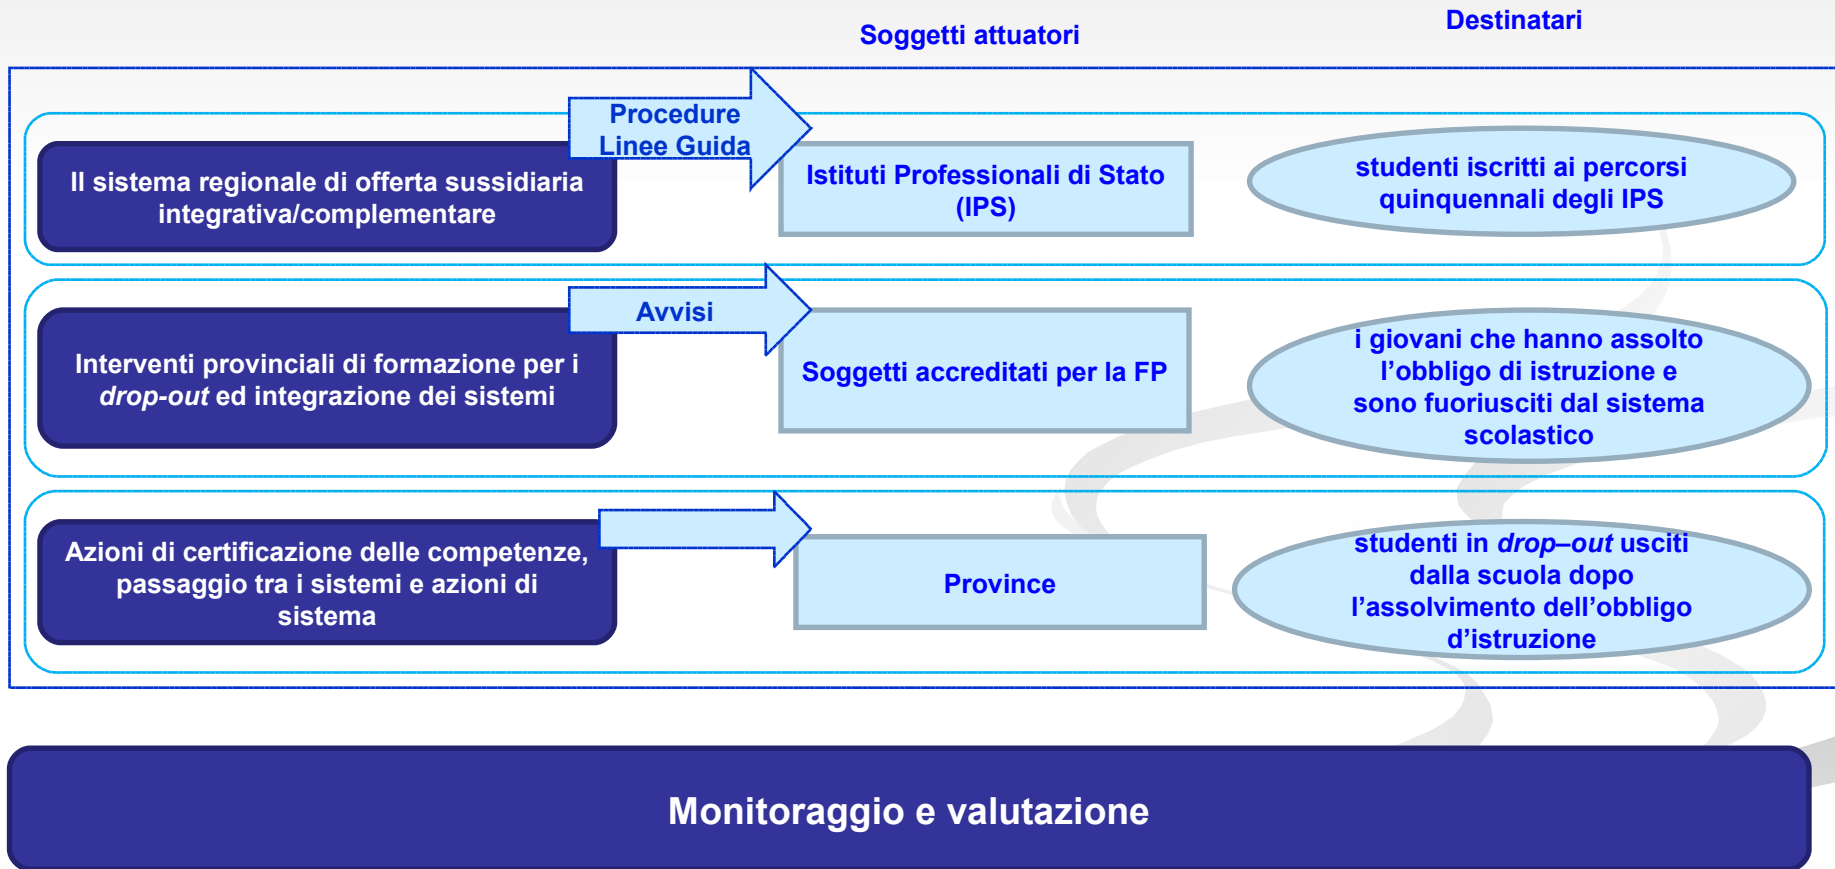 Soggetti attuatori
Destinatari
Procedure
Linee Guida
Il sistema regionale di offerta sussidiaria
integrativa/complementare
Istituti Professionali di Stato
(IPS)
studenti iscritti ai percorsi
quinquennali degli IPS
Avvisi
Interventi provinciali di formazione per i
drop-out ed integrazione dei sistemi
Soggetti accreditati per la FP
i giovani che hanno assolto
l’obbligo di istruzione e
sono fuoriusciti dal sistema
scolastico
Azioni di certificazione delle competenze,
passaggio tra i sistemi e azioni di
sistema
Province
studenti in drop–out usciti
dalla scuola dopo
l’assolvimento dell’obbligo
d’istruzione
Monitoraggio e valutazione